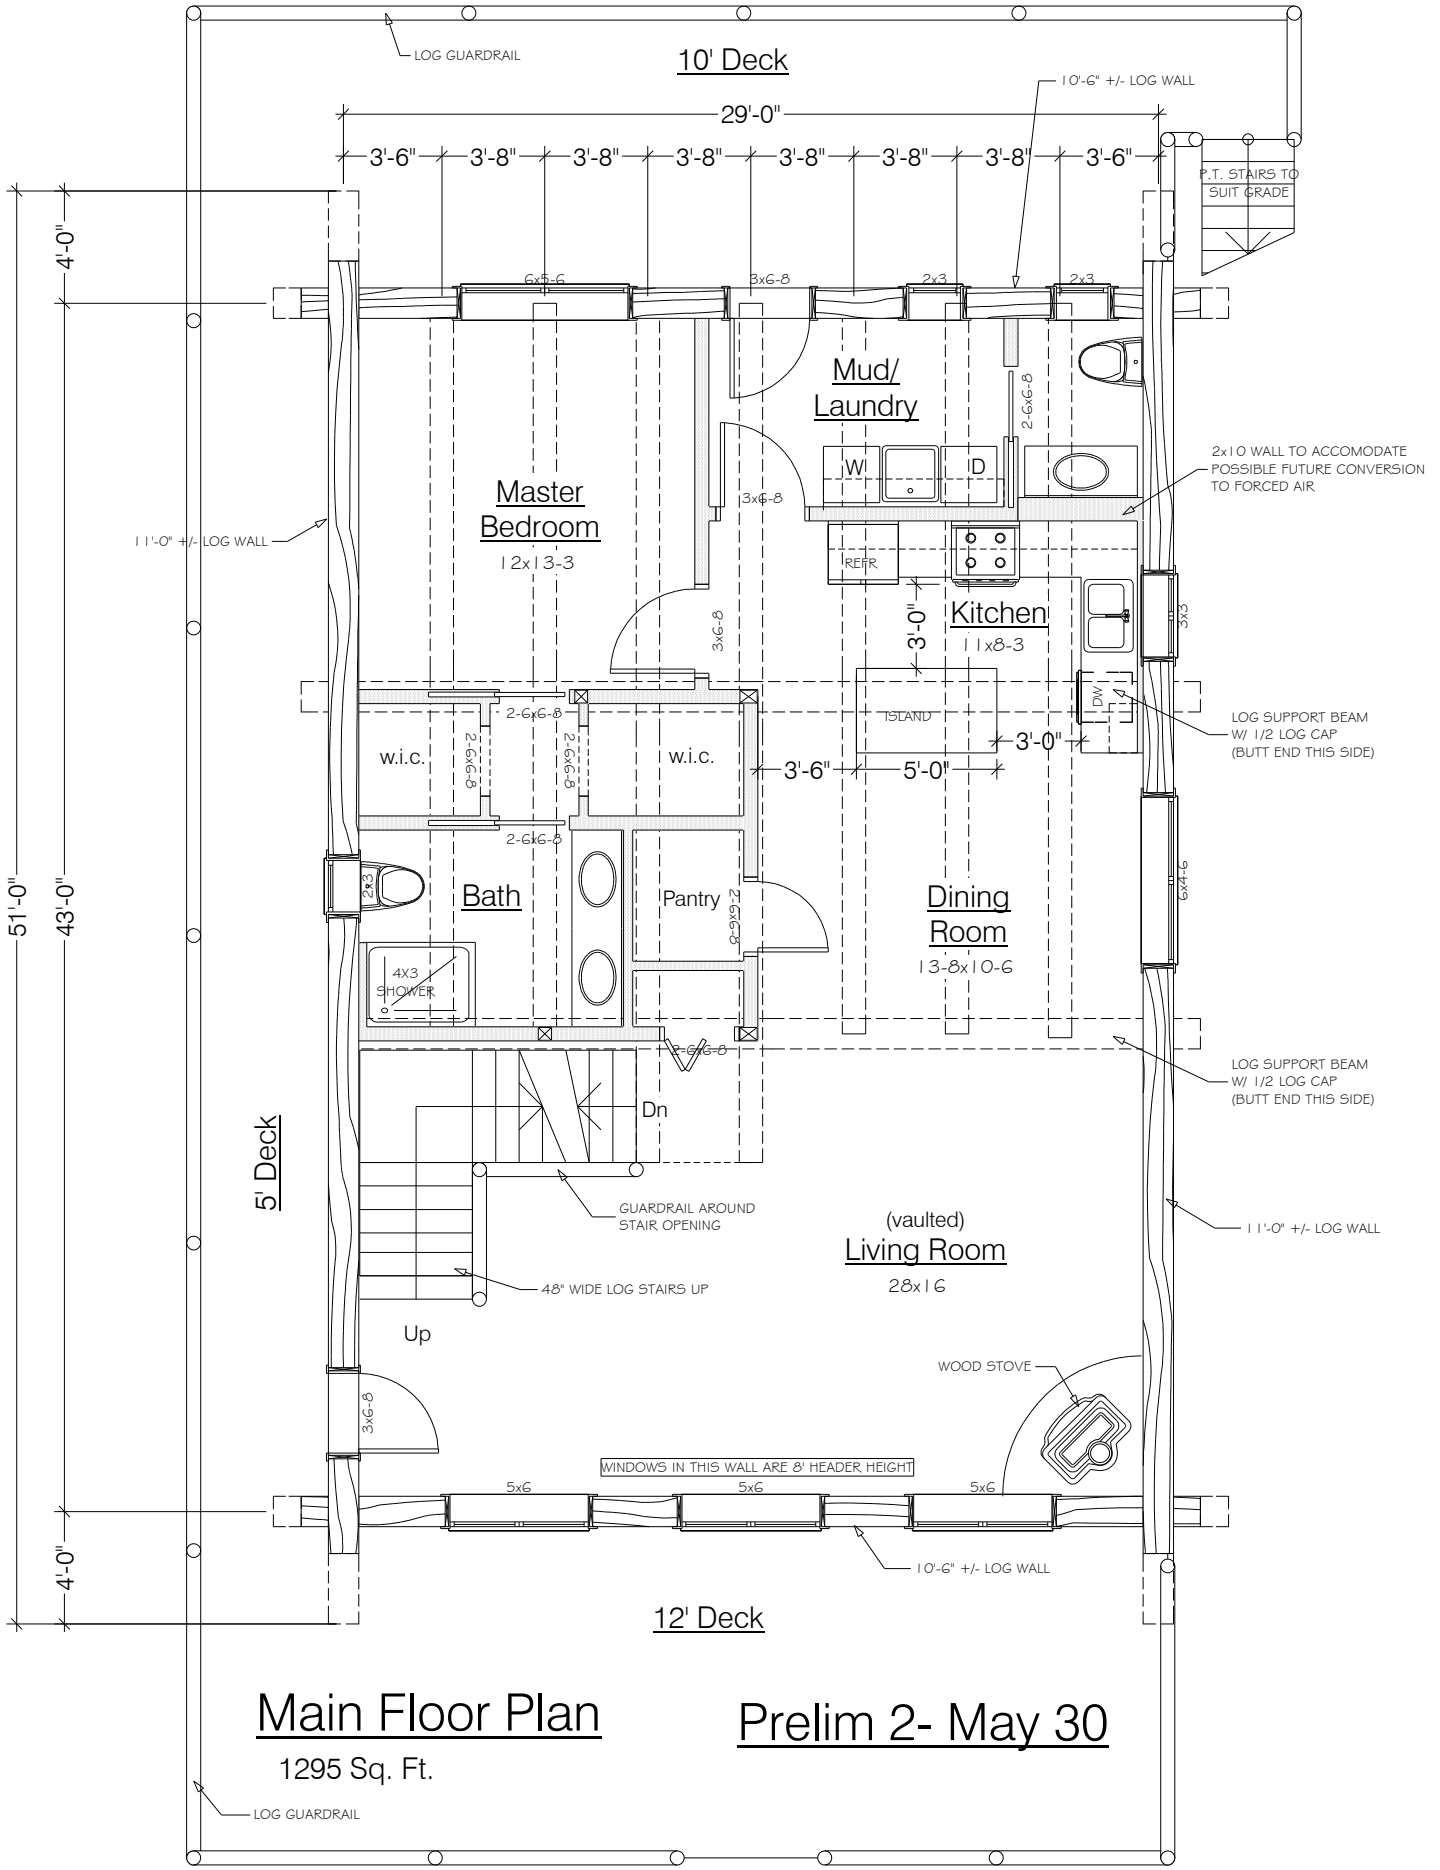 LOG GUARDRAIL
10' Deck
10'-6" +/- LOG WALL
29'-0"
3'-6"
3'-8"
3'-8"
3'-8"
3'-8"
3'-8"
3'-8"
3'-6"
P.T. STAIRS TO
SUIT GRADE
4'-0"
6x5-6
3x6-8
2x3
2x3
Mud/
Laundry
2-6x6-8
W
D
2x10 WALL TO ACCOMODATE
POSSIBLE FUTURE CONVERSION
TO FORCED AIR
Master
Bedroom
12x13-3
3x6-8
11'-0" +/- LOG WALL
REFR
Kitchen
11x8-3
3'-0"
3x6-8
3x3
2-6x6-8
ISLAND
DW
LOG SUPPORT BEAM
W/ 1/2 LOG CAP
(BUTT END THIS SIDE)
w.i.c.
2-6x6-8
2-6x6-8
w.i.c.
3'-0"
3'-6"
5'-0"
2-6x6-8
51'-0"
43'-0"
2x3
Bath
Pantry
2-6x6-8
Dining
Room
13-8x10-6
6x4-6
4X3
SHOWER
2-6x6-8
LOG SUPPORT BEAM
W/ 1/2 LOG CAP
(BUTT END THIS SIDE)
Dn
5' Deck
GUARDRAIL AROUND
STAIR OPENING
(vaulted)
Living Room
28x16
11'-0" +/- LOG WALL
48" WIDE LOG STAIRS UP
Up
WOOD STOVE
3x6-8
WINDOWS IN THIS WALL ARE 8' HEADER HEIGHT
5x6
5x6
5x6
4'-0"
10'-6" +/- LOG WALL
12' Deck
Main Floor Plan
Prelim 2- May 30
1295 Sq. Ft.
LOG GUARDRAIL